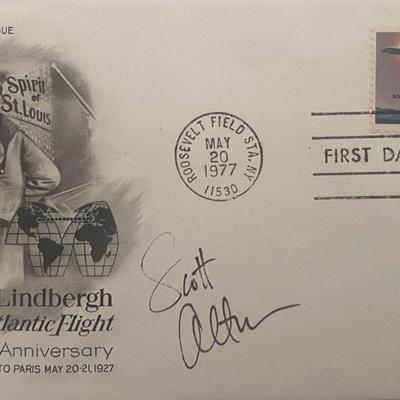 SSUE
Spirit
of
St. Louis
ROOSEVELT FIELD STA. NY
MAY
20
1977
11530
FIRST DA
Lindbergh
tlantic Flight
Anniversary
TO PARIS MAY 20-21, 1927
Scott